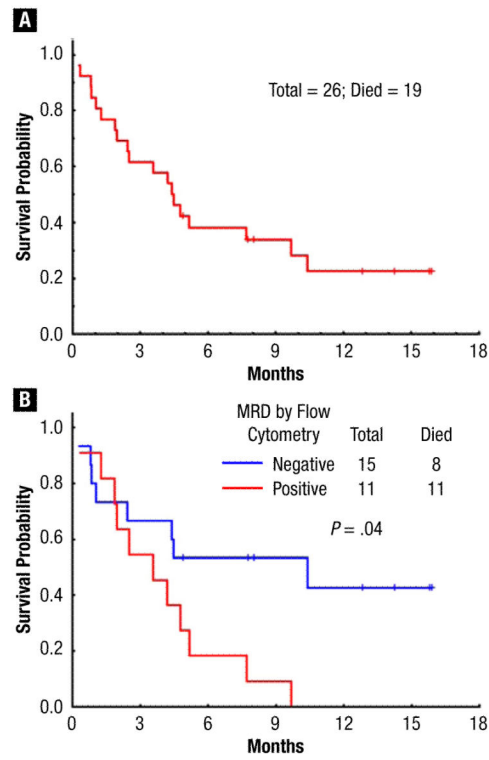 A
1.0
Total = 26; Died = 19
0.8
0.6
0.4
0.2
0.0
Survival Probability
0 3 6 9 12 15 18
Months
B
MRD by Flow
Cytometry Total Died
Negative 15 8
Positive 11 11
P = .04
1.0
0.8
0.6
0.4
0.2
0.0
Survival Probability
0 3 6 9 12 15 18
Months